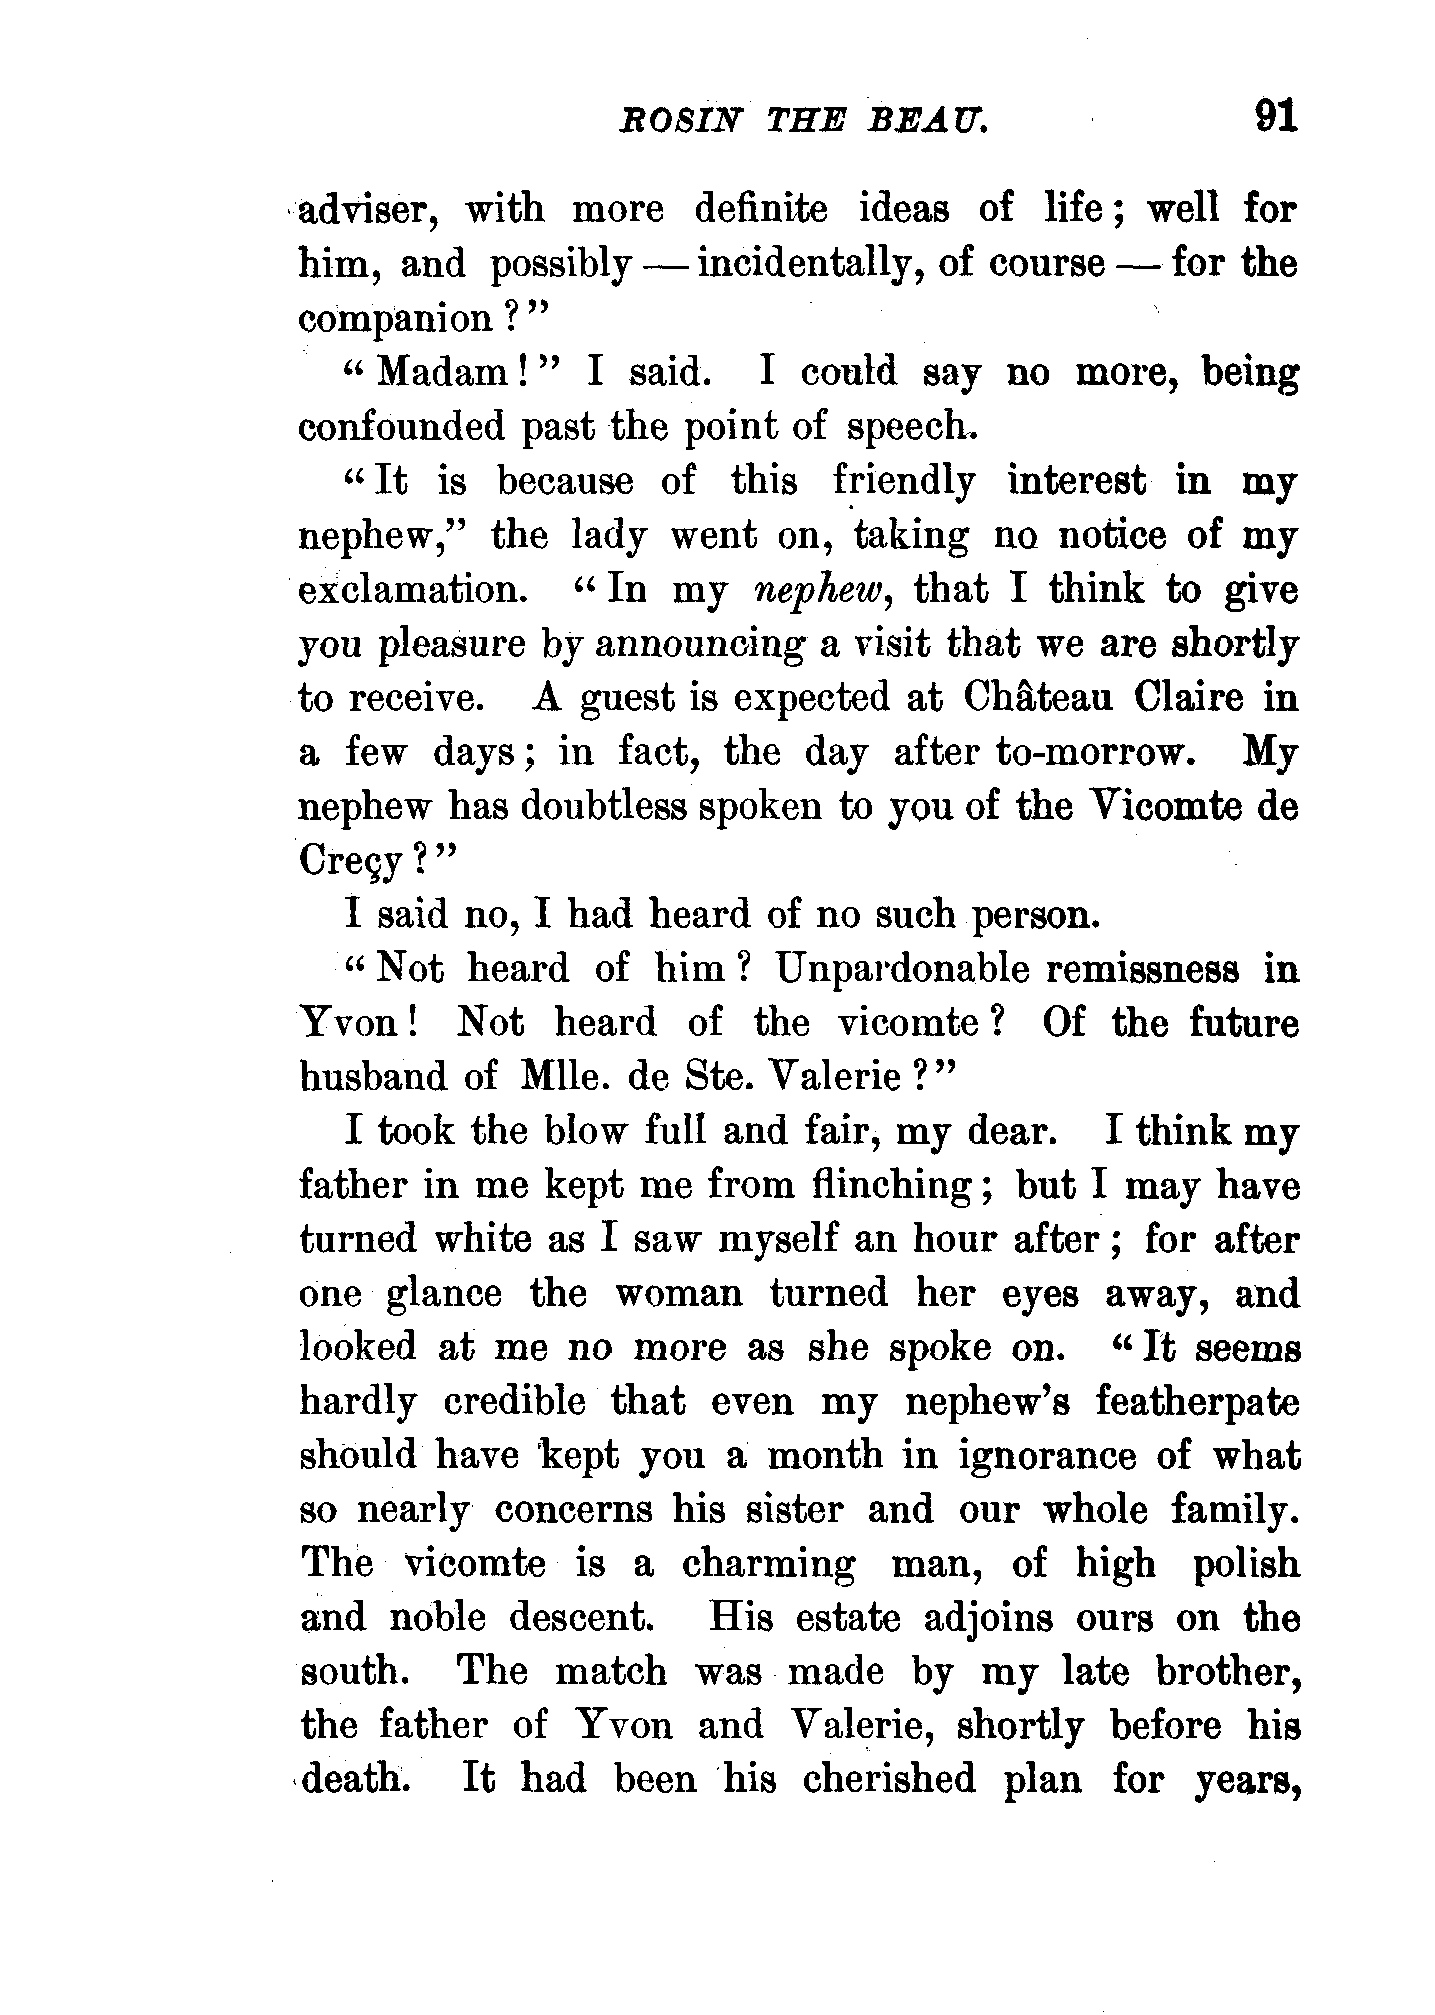 ROSIN THE BEAU. 91
adviser, with more definite ideas of life; well for
him, and possibly — incidentally, of course — for the
companion?"
"Madam!" I said. I could say no more, being
confounded past the point of speech.
"It is because of this friendly interest in my
nephew," the lady went on, taking no notice of my
exclamation. "In my nephew, that I think to give
you pleasure by announcing a visit that we are shortly
to receive. A guest is expected at Château Claire in
a few days; in fact, the day after to-morrow. My
nephew has doubtless spoken to you of the Vicomte de
Creçy?"
I said no, I had heard of no such person.
"Not heard of him? Unpardonable remissness in
Yvon! Not heard of the vicomte? Of the future
husband of Mlle. de Ste. Valerie?"
I took the blow full and fair, my dear. I think my
father in me kept me from flinching; but I may have
turned white as I saw myself an hour after; for after
one glance the woman turned her eyes away, and
looked at me no more as she spoke on. "It seems
hardly credible that even my nephew's featherpate
should have kept you a month in ignorance of what
so nearly concerns his sister and our whole family.
The vicomte is a charming man, of high polish
and noble descent. His estate adjoins ours on the
south. The match was made by my late brother,
the father of Yvon and Valerie, shortly before his
death. It had been his cherished plan for years,